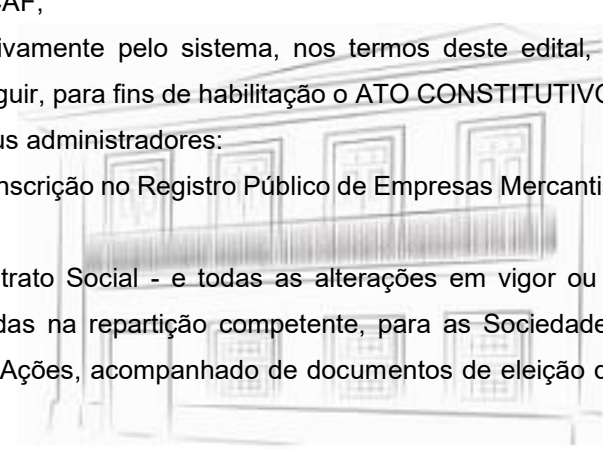 CAF;
ivamente pelo sistema, nos termos deste edital,
guir, para fins de habilitação o ATO CONSTITUTIVO
us administradores:
nscrição no Registro Público de Empresas Mercanti
trato Social - e todas as alterações em vigor ou
das na repartição competente, para as Sociedade
Ações, acompanhado de documentos de eleição d